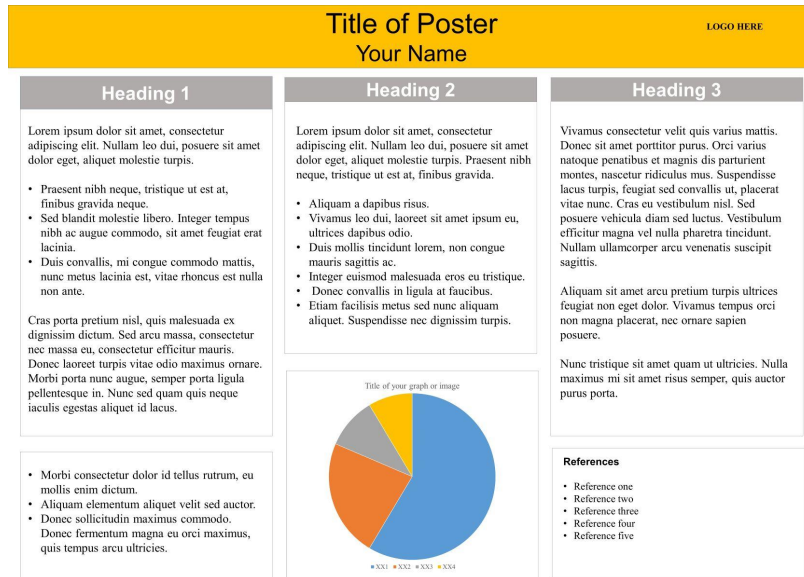 Title of Poster
Your Name
LOGO HERE
Heading 1
Lorem ipsum dolor sit amet, consectetur
adipiscing elit. Nullam leo dui, posuere sit amet
dolor eget, aliquet molestie turpis.
• Praesent nibh neque, tristique ut est at,
finibus gravida neque.
• Sed blandit molestie libero. Integer tempus
nibh ac augue commodo, sit amet feugiat erat
lacinia.
• Duis convallis, mi congue commodo mattis,
nunc metus lacinia est, vitae rhoncus est nulla
non ante.
Cras porta pretium nisl, quis malesuada ex
dignissim dictum. Sed arcu massa, consectetur
nec massa eu, consectetur efficitur mauris.
Donec laoreet turpis vitae odio maximus ornare.
Morbi porta nunc augue, semper porta ligula
pellentesque in. Nunc sed quam quis neque
iaculis egestas aliquet id lacus.
• Morbi consectetur dolor id tellus rutrum, eu
mollis enim dictum.
• Aliquam elementum aliquet velit sed auctor.
• Donec sollicitudin maximus commodo.
Donec fermentum magna eu orci maximus,
quis tempus arcu ultricies.
Heading 2
Lorem ipsum dolor sit amet, consectetur
adipiscing elit. Nullam leo dui, posuere sit amet
dolor eget, aliquet molestie turpis. Praesent nibh
neque, tristique ut est at, finibus gravida.
• Aliquam a dapibus risus.
• Vivamus leo dui, laoreet sit amet ipsum eu,
ultrices dapibus odio.
• Duis mollis tincidunt lorem, non congue
mauris sagittis ac.
• Integer euismod malesuada eros eu tristique.
• Donec convallis in ligula at faucibus.
• Etiam facilisis metus sed nunc aliquam
aliquet. Suspendisse nec dignissim turpis.
Title of your graph or image
XX1 XX2 XX3 XX4
Heading 3
Vivamus consectetur velit quis varius mattis.
Donec sit amet porttitor purus. Orci varius
natoque penatibus et magnis dis parturient
montes, nascetur ridiculus mus. Suspendisse
lacus turpis, feugiat sed convallis ut, placerat
vitae nunc. Cras eu vestibulum nisl. Sed
posuere vehicula diam sed luctus. Vestibulum
efficitur magna vel nulla pharetra tincidunt.
Nullam ullamcorper arcu venenatis suscipit
sagittis.
Aliquam sit amet arcu pretium turpis ultrices
feugiat non eget dolor. Vivamus tempus orci
non magna placerat, nec ornare sapien
posuere.
Nunc tristique sit amet quam ut ultricies. Nulla
maximus mi sit amet risus semper, quis auctor
purus porta.
References
• Reference one
• Reference two
• Reference three
• Reference four
• Reference five